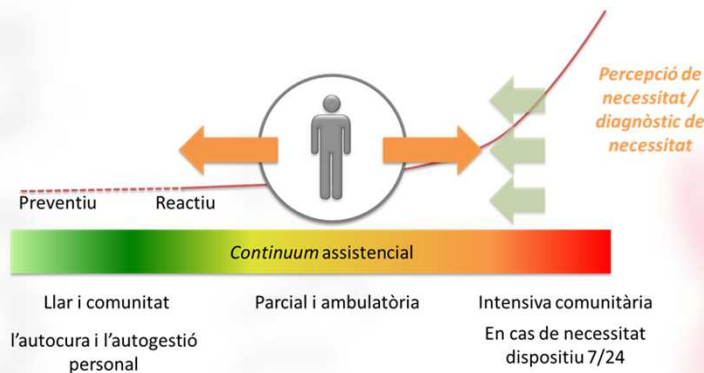 Percepció de
necessitat /
diagnòstic de
necessitat
Preventiu
Reactiu
Continuum assistencial
Llar i comunitat
Parcial i ambulatòria
Intensiva comunitària
l'autocura i l'autogestió
personal
En cas de necessitat
dispositiu 7/24